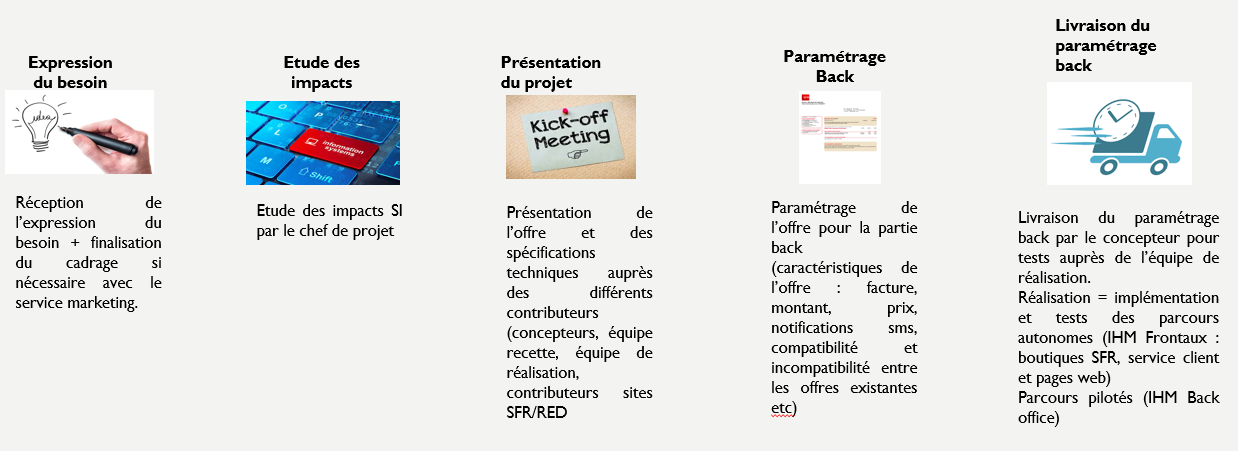 Expression
du besoin
idea
Réception de
l'expression du
besoin + finalisation
du cadrage si
nécessaire avec le
service marketing.
Etude des
impacts
information
systems
Shift
Etude des impacts SI
par le chef de projet
Présentation
du projet
Kick-off
Meeting
Présentation de
l'offre et des
spécifications
techniques auprès
des différents
contributeurs
(concepteurs, équipe
recette, équipe de
réalisation,
contributeurs sites
SFR/RED
Paramétrage
Back
Paramétrage de
l'offre pour la partie
back
(caractéristiques de
l'offre : facture,
montant, prix,
notifications sms,
compatibilité et
incompatibilité entre
les offres existantes
etc)
Livraison du
paramétrage
back
Livraison du paramétrage
back par le concepteur pour
tests auprès de l'équipe de
réalisation.
Réalisation = implémentation
et tests des parcours
autonomes (IHM Frontaux :
boutiques SFR, service client
et pages web)
Parcours pilotés (IHM Back
office)